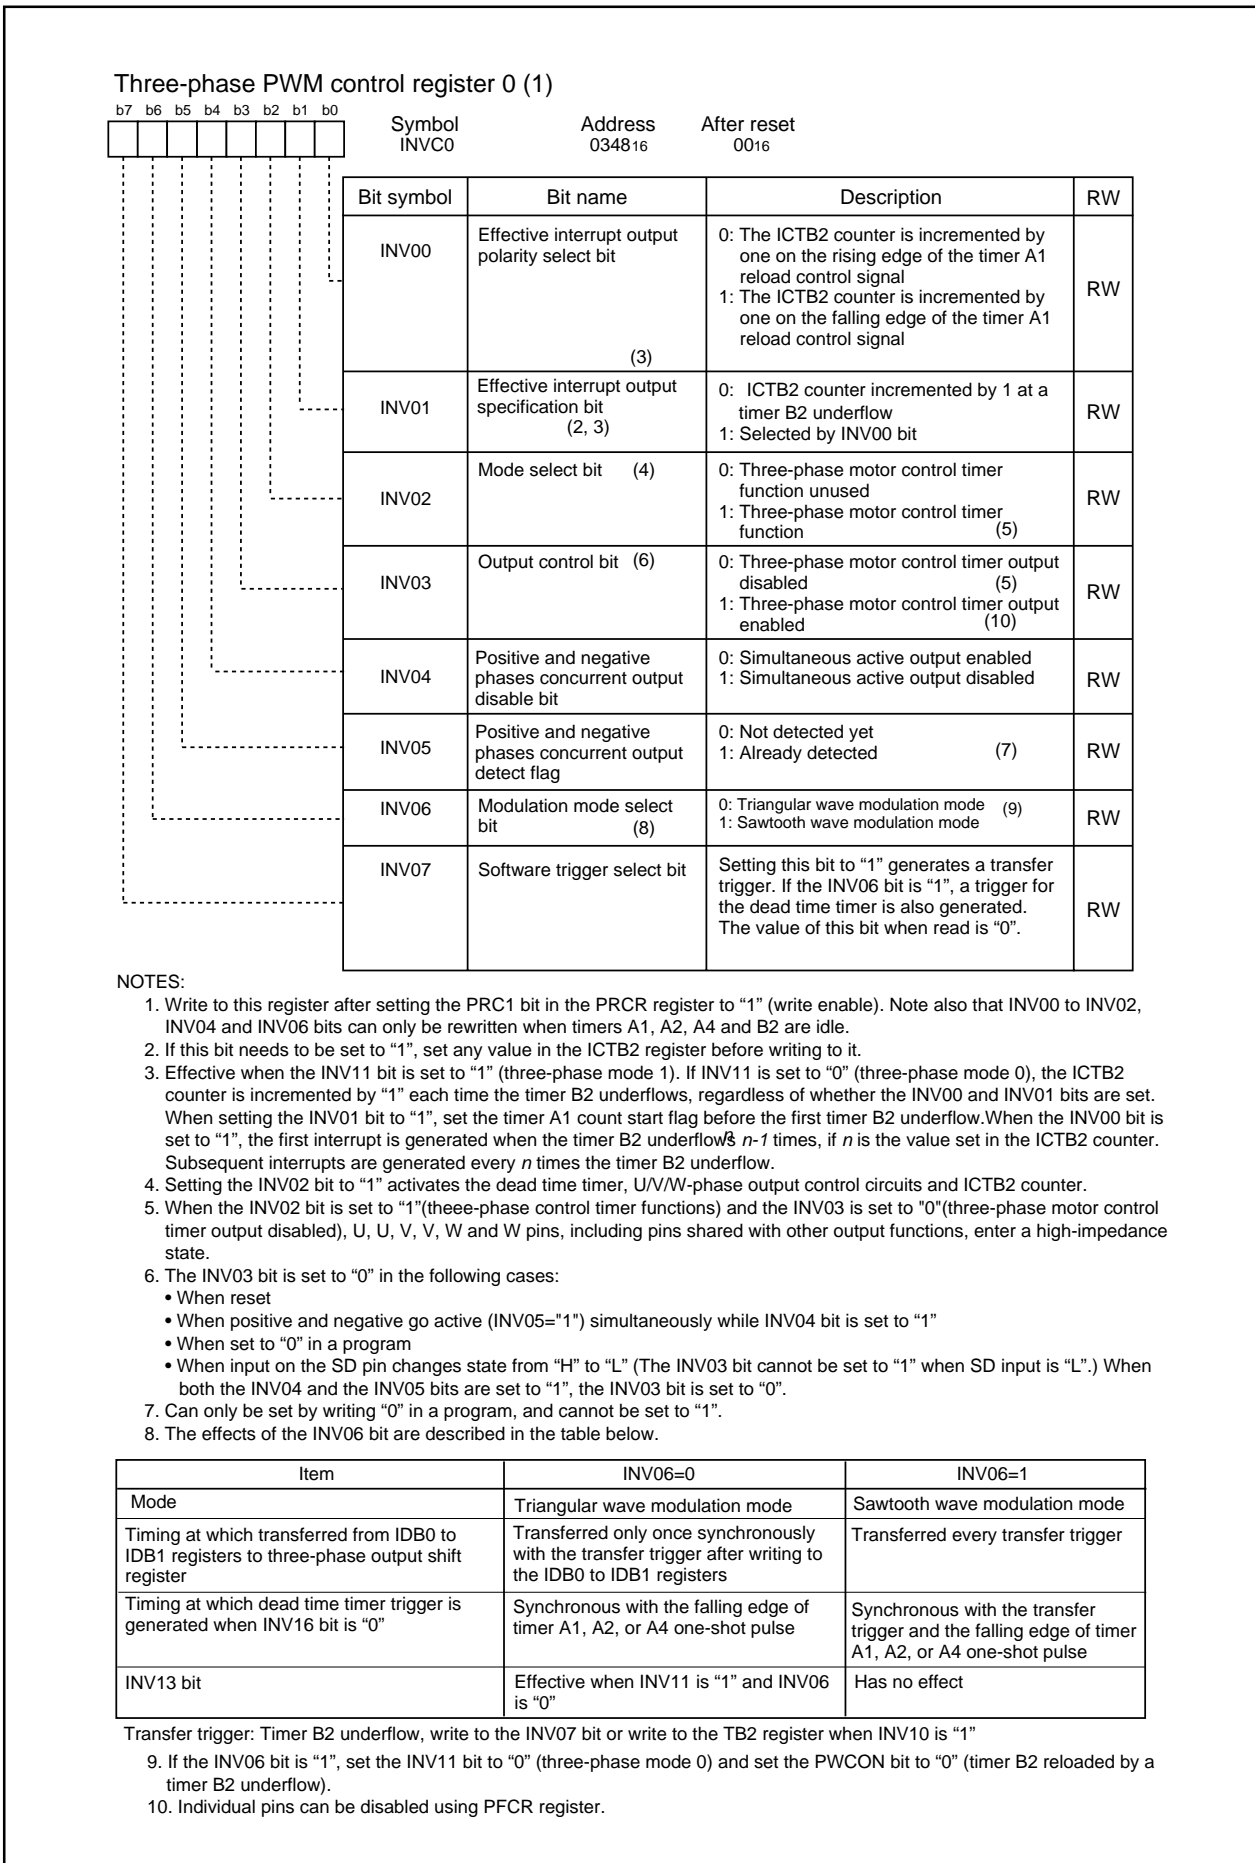 Three-phase PWM control register 0 (1)
b7 b6 b5 b4 b3 b2 b1 b0
Symbol Address After reset
INVC0 034816 0016
Bit symbol Bit name Description RW
INV00
Effective interrupt output
polarity select bit
(3)
0: The ICTB2 counter is incremented by
one on the rising edge of the timer A1
reload control signal
1: The ICTB2 counter is incremented by
one on the falling edge of the timer A1
reload control signal
RW
INV01
Effective interrupt output
specification bit
(2, 3)
0: ICTB2 counter incremented by 1 at a
timer B2 underflow
1: Selected by INV00 bit
RW
INV02
Mode select bit (4)
0: Three-phase motor control timer
function unused
1: Three-phase motor control timer
function (5)
RW
INV03
Output control bit (6)
0: Three-phase motor control timer output
disabled (5)
1: Three-phase motor control timer output
enabled (10)
RW
INV04
Positive and negative
phases concurrent output
disable bit
0: Simultaneous active output enabled
1: Simultaneous active output disabled
RW
INV05
Positive and negative
phases concurrent output
detect flag
0: Not detected yet
1: Already detected (7)
RW
INV06
Modulation mode select
bit (8)
0: Triangular wave modulation mode (9)
1: Sawtooth wave modulation mode
RW
INV07
Software trigger select bit
Setting this bit to “1” generates a transfer
trigger. If the INV06 bit is “1”, a trigger for
the dead time timer is also generated.
The value of this bit when read is “0”.
RW
NOTES:
1. Write to this register after setting the PRC1 bit in the PRCR register to “1” (write enable). Note also that INV00 to INV02,
INV04 and INV06 bits can only be rewritten when timers A1, A2, A4 and B2 are idle.
2. If this bit needs to be set to “1”, set any value in the ICTB2 register before writing to it.
3. Effective when the INV11 bit is set to “1” (three-phase mode 1). If INV11 is set to “0” (three-phase mode 0), the ICTB2
counter is incremented by “1” each time the timer B2 underflows, regardless of whether the INV00 and INV01 bits are set.
When setting the INV01 bit to “1”, set the timer A1 count start flag before the first timer B2 underflow.When the INV00 bit is
set to “1”, the first interrupt is generated when the timer B2 underflows n-1 times, if n is the value set in the ICTB2 counter.
Subsequent interrupts are generated every n times the timer B2 underflow.
4. Setting the INV02 bit to “1” activates the dead time timer, U/V/W-phase output control circuits and ICTB2 counter.
5. When the INV02 bit is set to “1”(theee-phase control timer functions) and the INV03 is set to "0"(three-phase motor control
timer output disabled), U, U, V, V, W and W pins, including pins shared with other output functions, enter a high-impedance
state.
6. The INV03 bit is set to “0” in the following cases:
• When reset
• When positive and negative go active (INV05="1") simultaneously while INV04 bit is set to “1”
• When set to “0” in a program
• When input on the SD pin changes state from “H” to “L” (The INV03 bit cannot be set to “1” when SD input is “L”.) When
both the INV04 and the INV05 bits are set to “1”, the INV03 bit is set to “0”.
7. Can only be set by writing “0” in a program, and cannot be set to “1”.
8. The effects of the INV06 bit are described in the table below.
Item INV06=0 INV06=1
Mode Triangular wave modulation mode Sawtooth wave modulation mode
Timing at which transferred from IDB0 to
IDB1 registers to three-phase output shift
register
Transferred only once synchronously
with the transfer trigger after writing to
the IDB0 to IDB1 registers
Transferred every transfer trigger
Timing at which dead time timer trigger is
generated when INV16 bit is “0”
Synchronous with the falling edge of
timer A1, A2, or A4 one-shot pulse
Synchronous with the transfer
trigger and the falling edge of timer
A1, A2, or A4 one-shot pulse
INV13 bit
Effective when INV11 is “1” and INV06
is “0”
Has no effect
Transfer trigger: Timer B2 underflow, write to the INV07 bit or write to the TB2 register when INV10 is “1”
9. If the INV06 bit is “1”, set the INV11 bit to “0” (three-phase mode 0) and set the PWCON bit to “0” (timer B2 reloaded by a
timer B2 underflow).
10. Individual pins can be disabled using PFCR register.